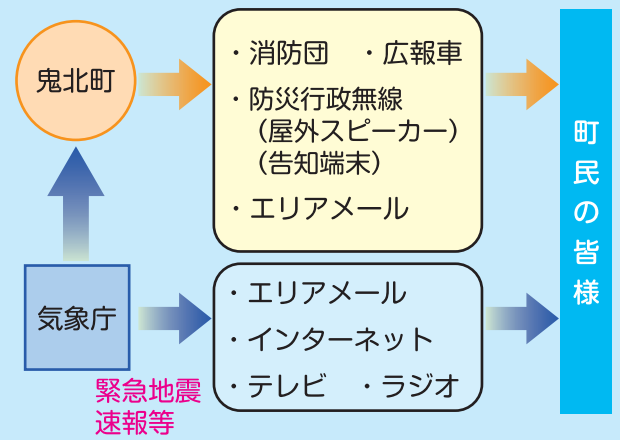 鬼北町
・消防団　・広報車
・防災行政無線
（屋外スピーカー）
（告知端末）
・エリアメール
気象庁
緊急地震
速報等
・エリアメール
・インターネット
・テレビ　・ラジオ
町民の皆様